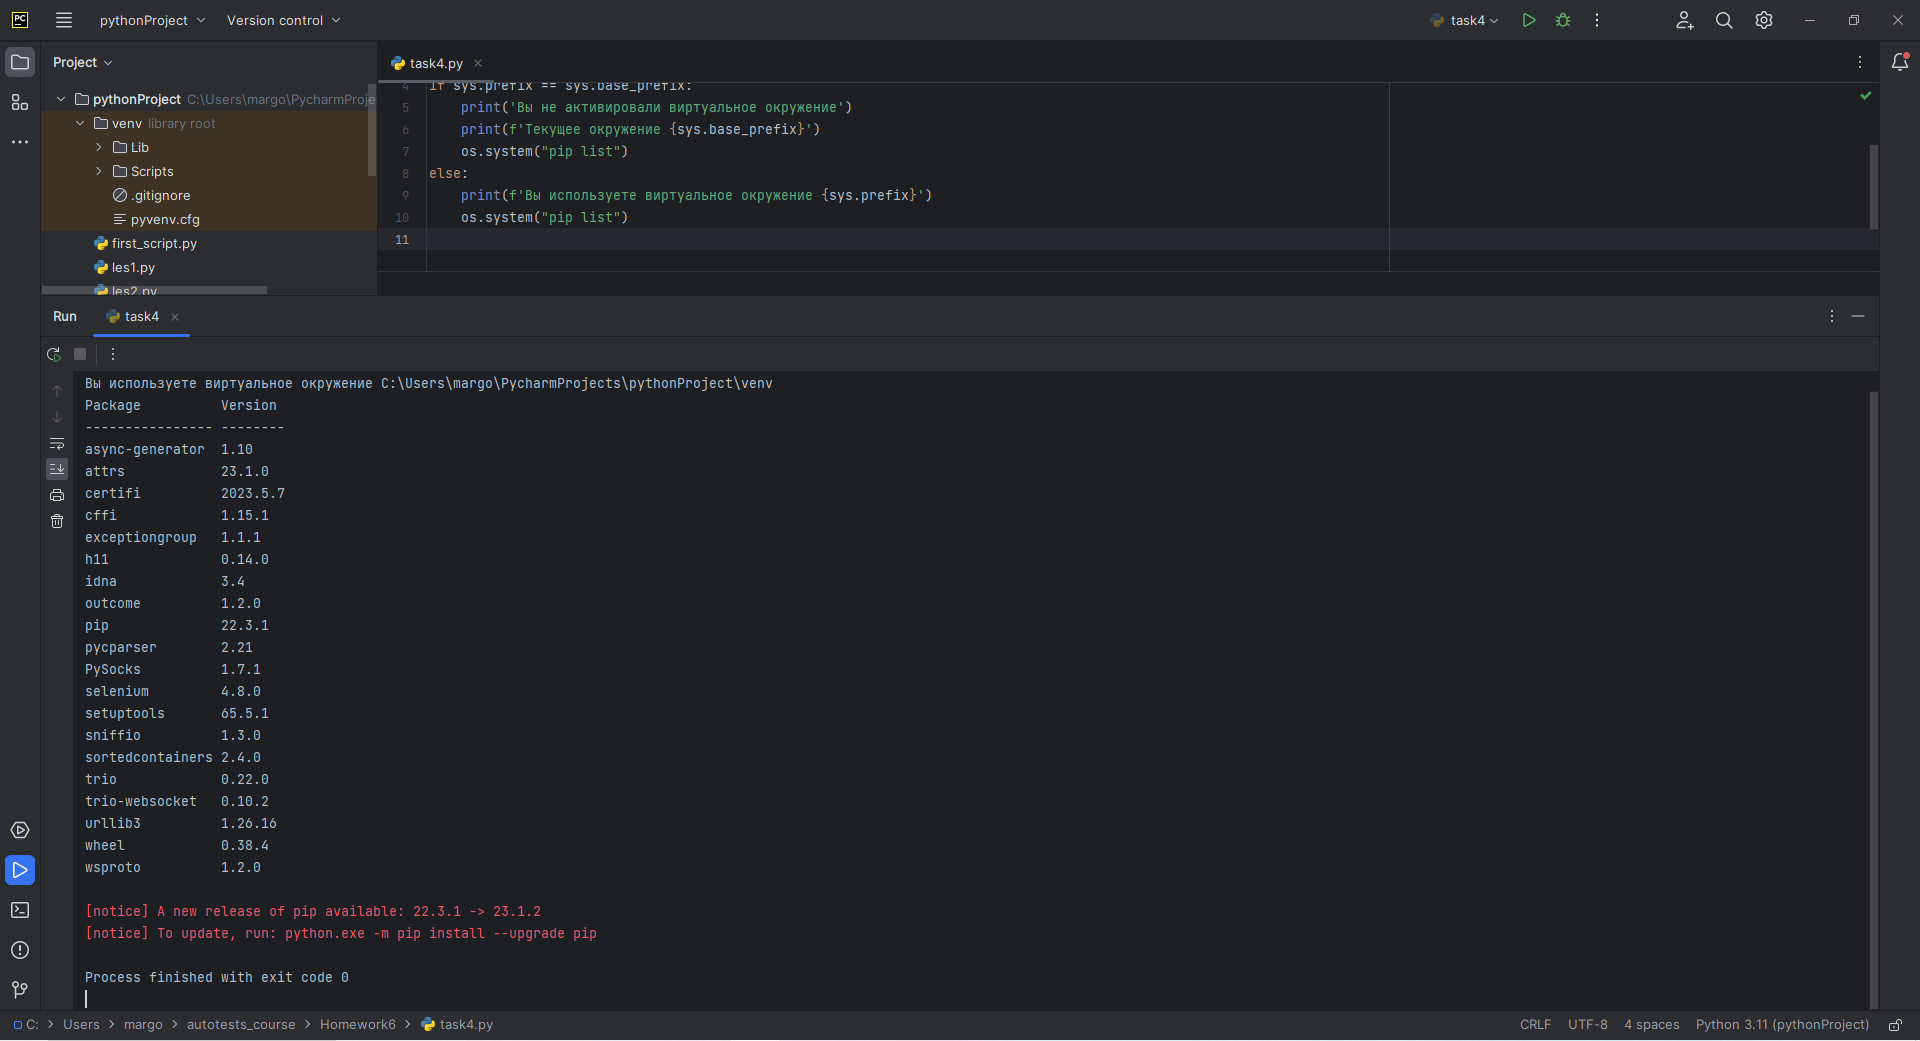 PC
pythonProject
Version control
task4
Project
pythonProject C:\Users\margo\PycharmProje
venv library root
Lib
Scripts
.gitignore
pyvenv.cfg
first_script.py
les1.py
les2.py
task4.py
4 if sys.prefix == sys.base_prefix:
5 print('Вы не активировали виртуальное окружение')
6 print(f'Текущее окружение {sys.base_prefix}')
7 os.system("pip list")
8 else:
9 print(f'Вы используете виртуальное окружение {sys.prefix}')
10 os.system("pip list")
11
Run
task4
Вы используете виртуальное окружение C:\Users\margo\PycharmProjects\pythonProject\venv
Package Version
---------------- --------
async-generator 1.10
attrs 23.1.0
certifi 2023.5.7
cffi 1.15.1
exceptiongroup 1.1.1
h11 0.14.0
idna 3.4
outcome 1.2.0
pip 22.3.1
pycparser 2.21
PySocks 1.7.1
selenium 4.8.0
setuptools 65.5.1
sniffio 1.3.0
sortedcontainers 2.4.0
trio 0.22.0
trio-websocket 0.10.2
urllib3 1.26.16
wheel 0.38.4
wsproto 1.2.0
[notice] A new release of pip available: 22.3.1 -> 23.1.2
[notice] To update, run: python.exe -m pip install --upgrade pip
Process finished with exit code 0
C: > Users > margo > autotests_course > Homework6 > task4.py
CRLF UTF-8 4 spaces Python 3.11 (pythonProject)